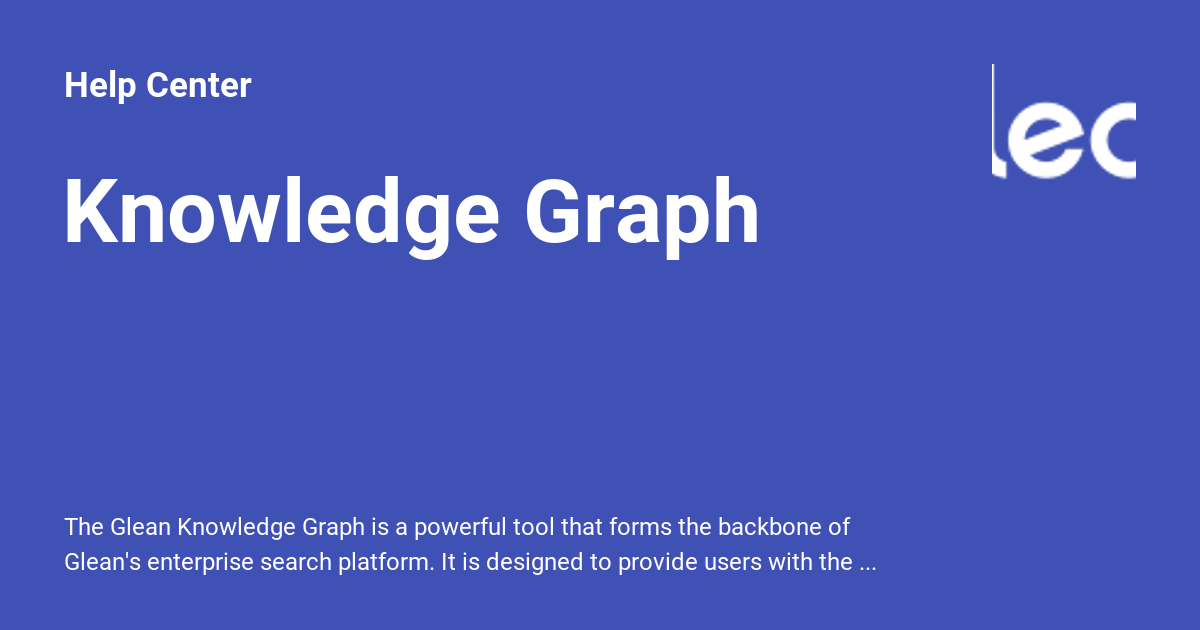 Help Center
lec
Knowledge Graph
The Glean Knowledge Graph is a powerful tool that forms the backbone of
Glean's enterprise search platform. It is designed to provide users with the ...